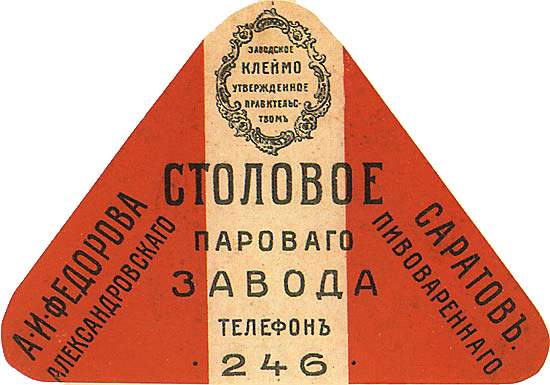 ЗАВОДСКОЕ
КЛЕЙМО
УТВЕРЖДЕННОЕ
ПРАВИТЕЛЬС-
ТВОМЪ
СТОЛОВОЕ
А·И·ФЕДОРОВА
АЛЕКСАНДРОВСКАГО
САРАТОВЪ.
ПИВОВАРЕННАГО
ПАРОВАГО
ЗАВОДА
ТЕЛЕФОНЪ
· 246 ·